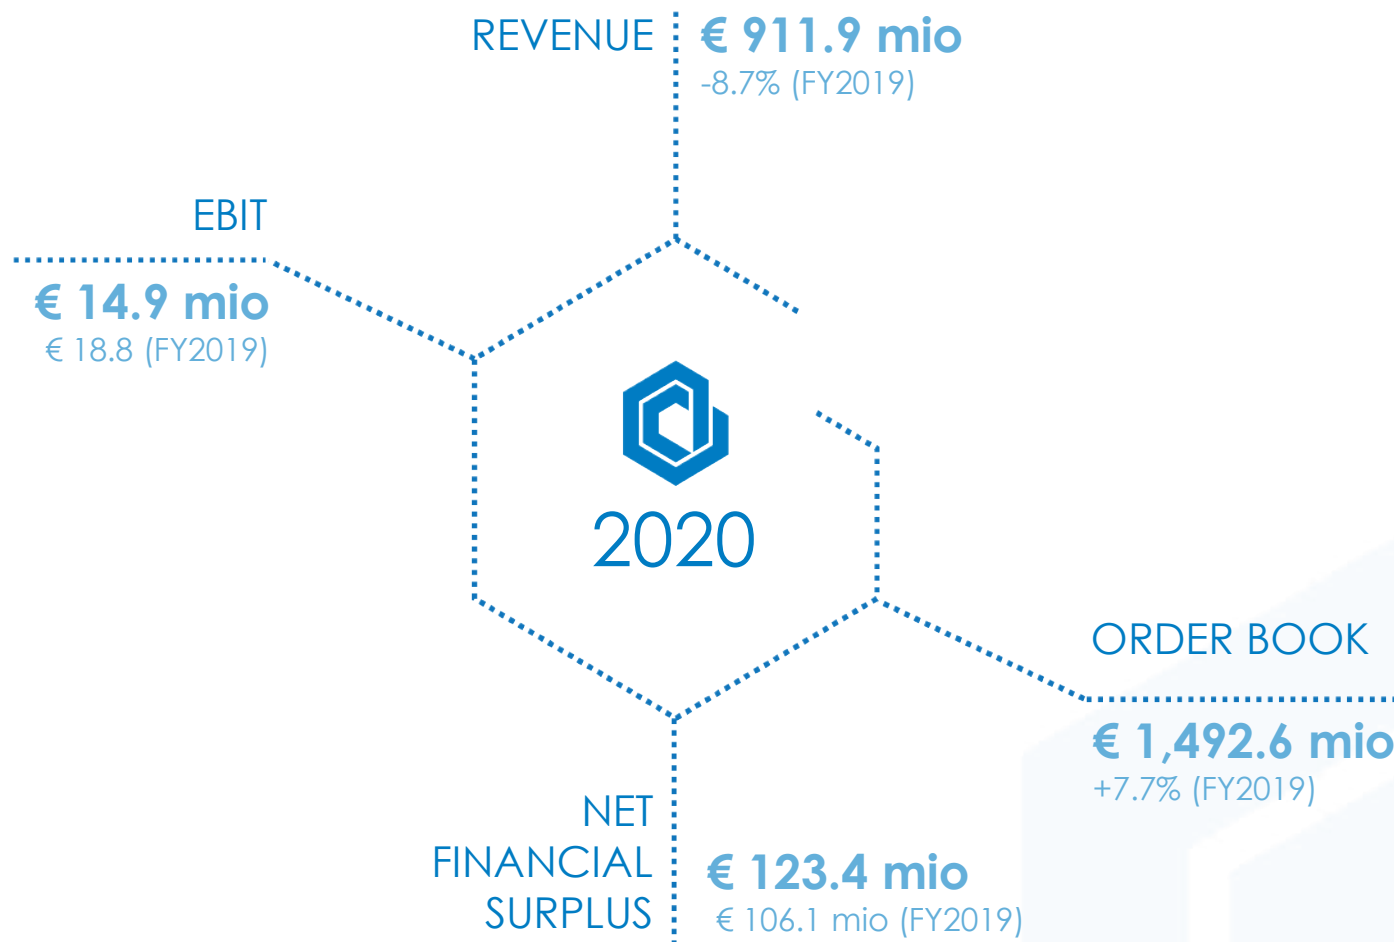 REVENUE
€ 911.9 mio
-8.7% (FY2019)
EBIT
€ 14.9 mio
€ 18.8 (FY2019)
2020
ORDER BOOK
€ 1,492.6 mio
+7.7% (FY2019)
NET
FINANCIAL
SURPLUS
€ 123.4 mio
€ 106.1 mio (FY2019)